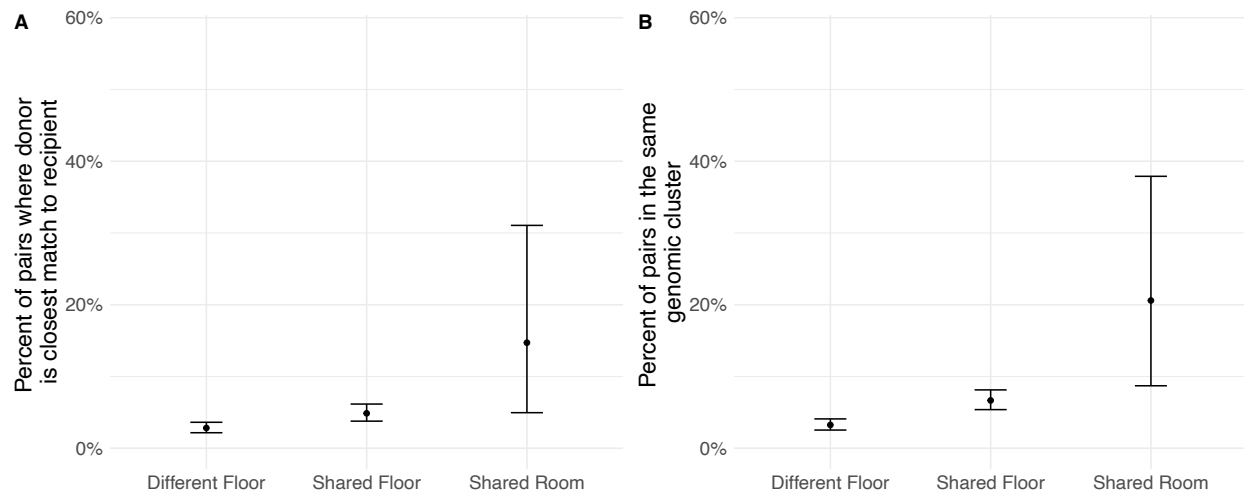 A
Percent of pairs where donor
is closest match to recipient
60%
40%
20%
0%
Different Floor
Shared Floor
Shared Room
B
Percent of pairs in the same
genomic cluster
60%
40%
20%
0%
Different Floor
Shared Floor
Shared Room